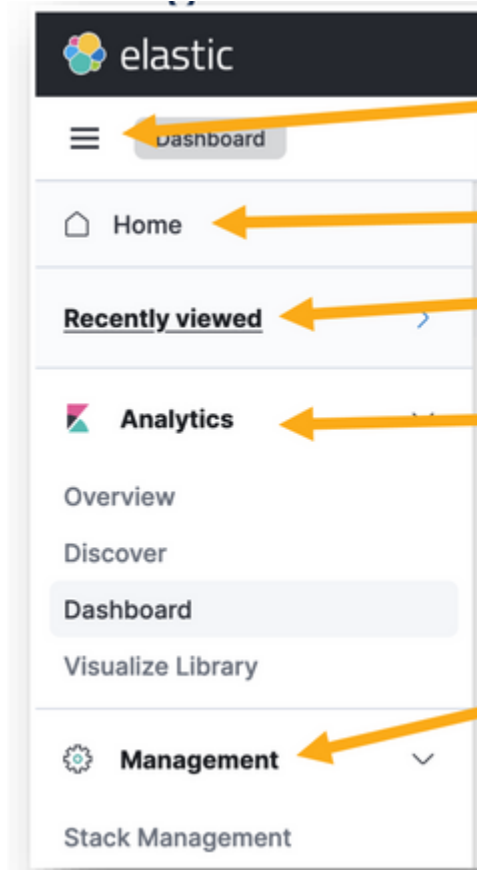 elastic
Dashboard
Home
Recently viewed
Analytics
Overview
Discover
Dashboard
Visualize Library
Management
Stack Management